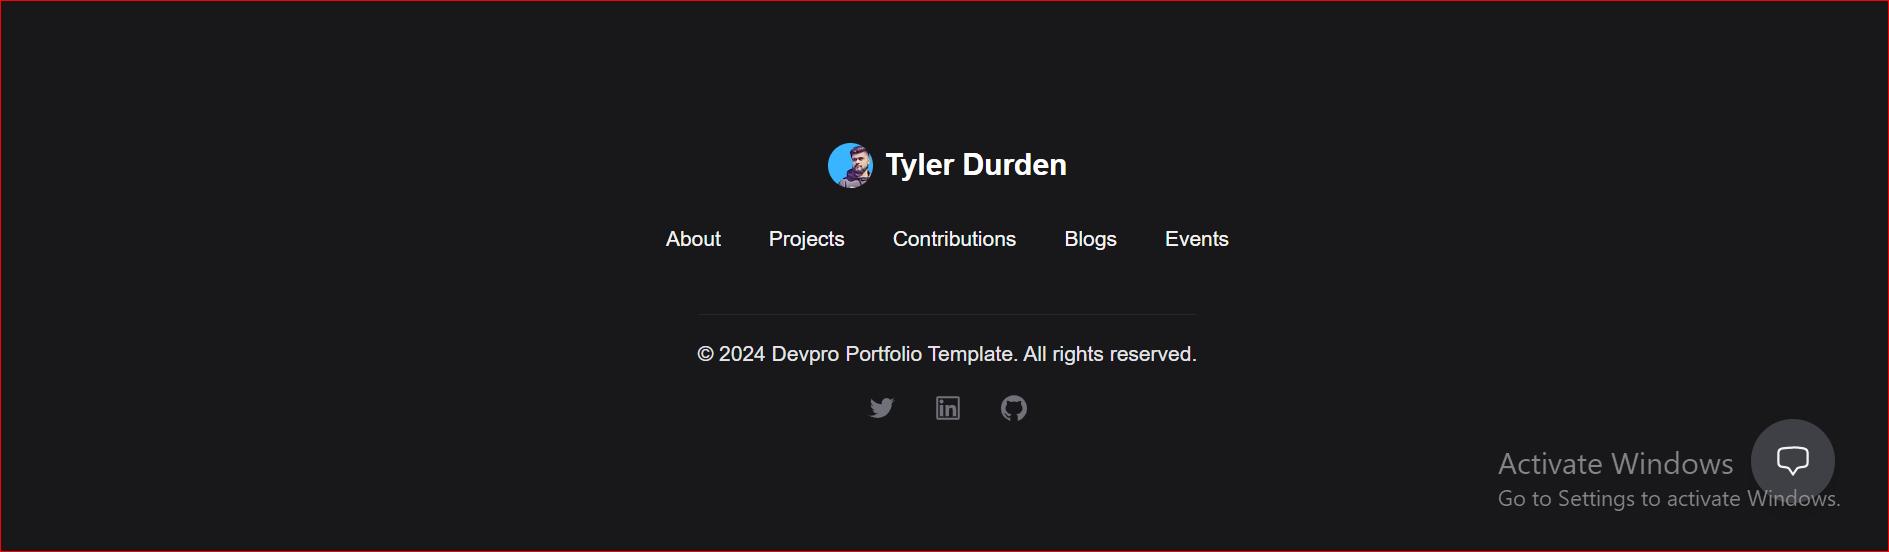 Tyler Durden
About Projects Contributions Blogs Events
© 2024 Devpro Portfolio Template. All rights reserved.
Activate Windows
Go to Settings to activate Windows.